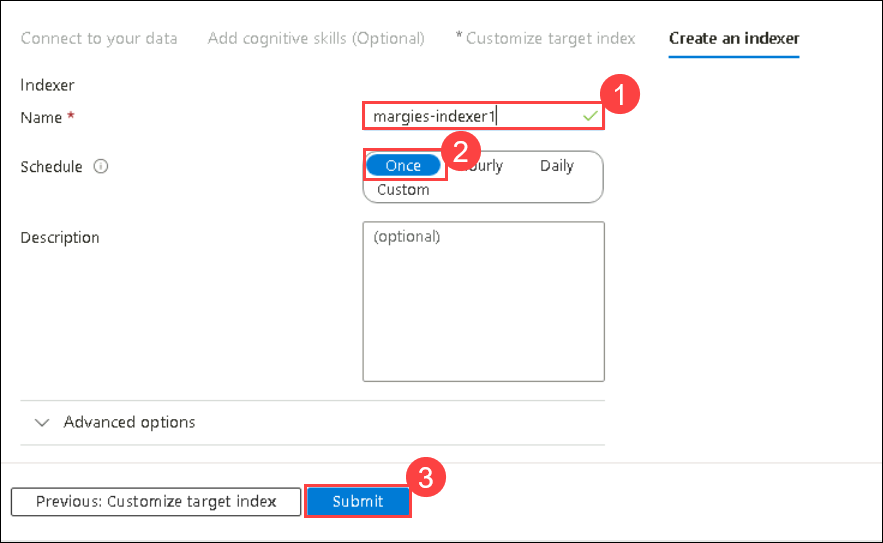 Connect to your data Add cognitive skills (Optional) * Customize target index Create an indexer
Indexer
1
Name * margies-indexer1
2
Schedule Once urly Daily
Custom
Description (optional)
Advanced options
3
Previous: Customize target index Submit